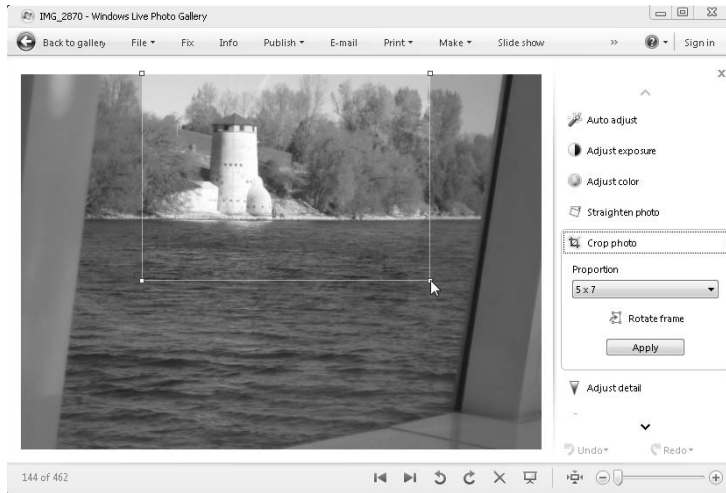 IMG_2870 - Windows Live Photo Gallery
Back to gallery File Fix Info Publish E-mail Print Make Slide show » Sign in
Auto adjust
Adjust exposure
Adjust color
Straighten photo
Crop photo
Proportion
5 x 7
Rotate frame
Apply
Adjust detail
Undo Redo
144 of 462